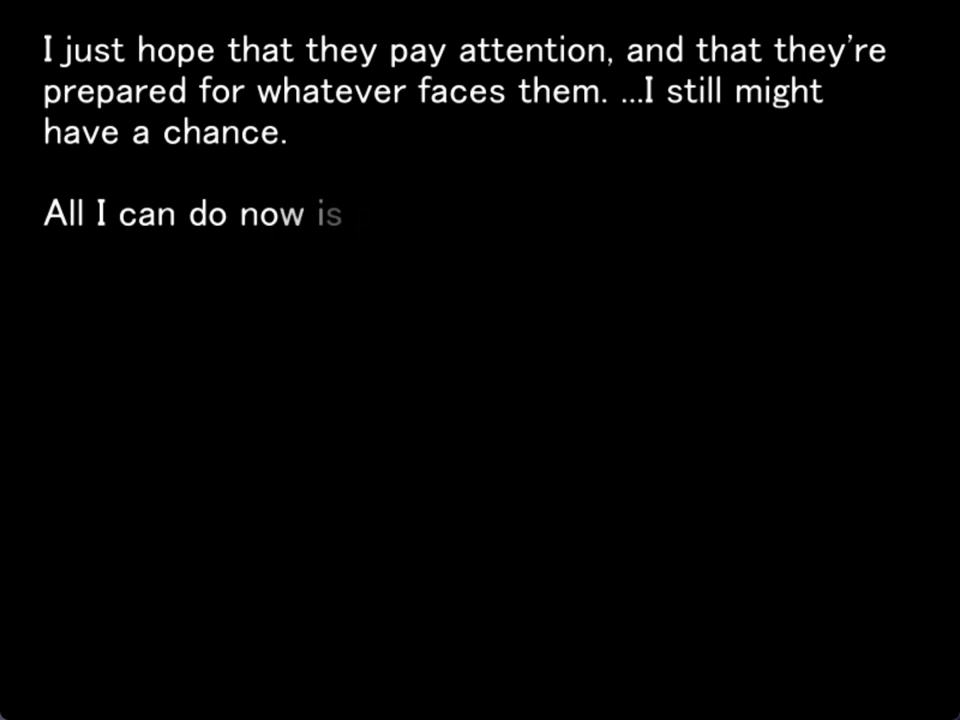 I just hope that they pay attention, and that they're
prepared for whatever faces them. ...I still might
have a chance.
All I can do now is p